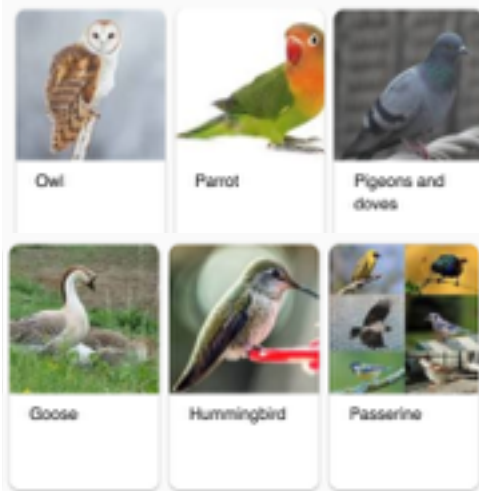 Owl
Parrot
Pigeons and
doves
Goose
Hummingbird
Passerine